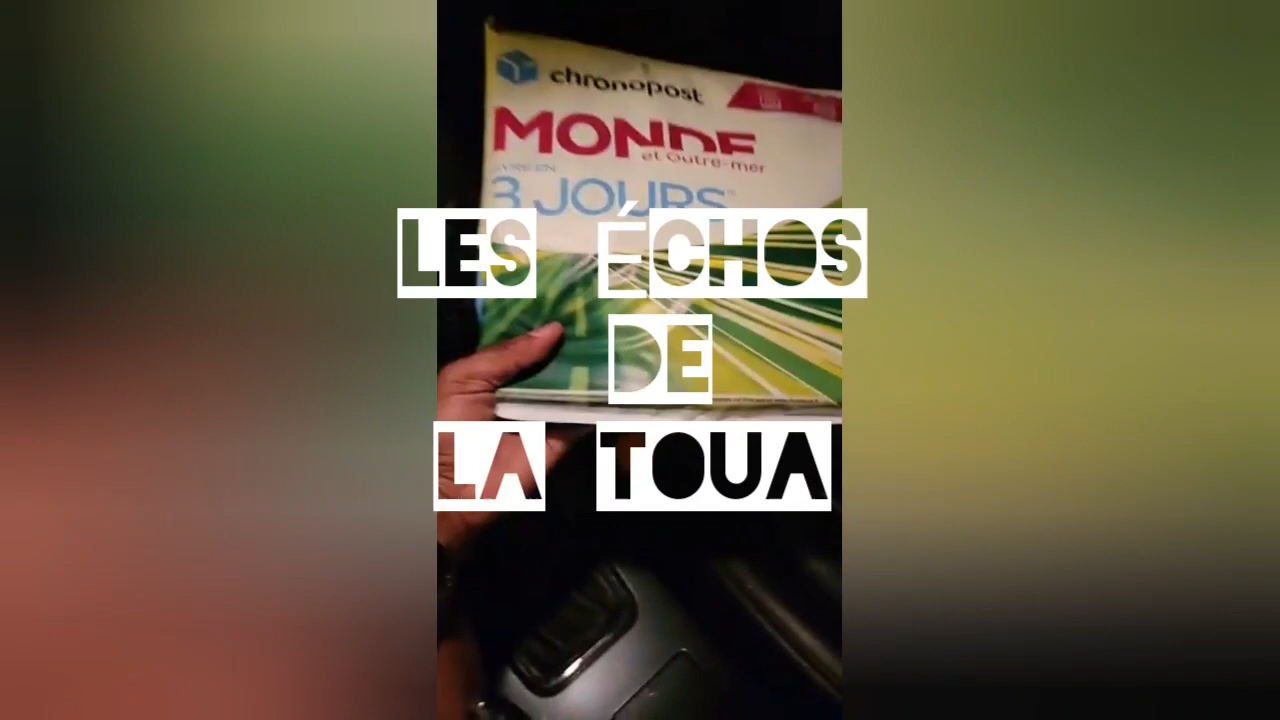 chronopost
MONDE
et Outre-mer
3 JOURS
LES ÉCHOS
DE
LA TOUA